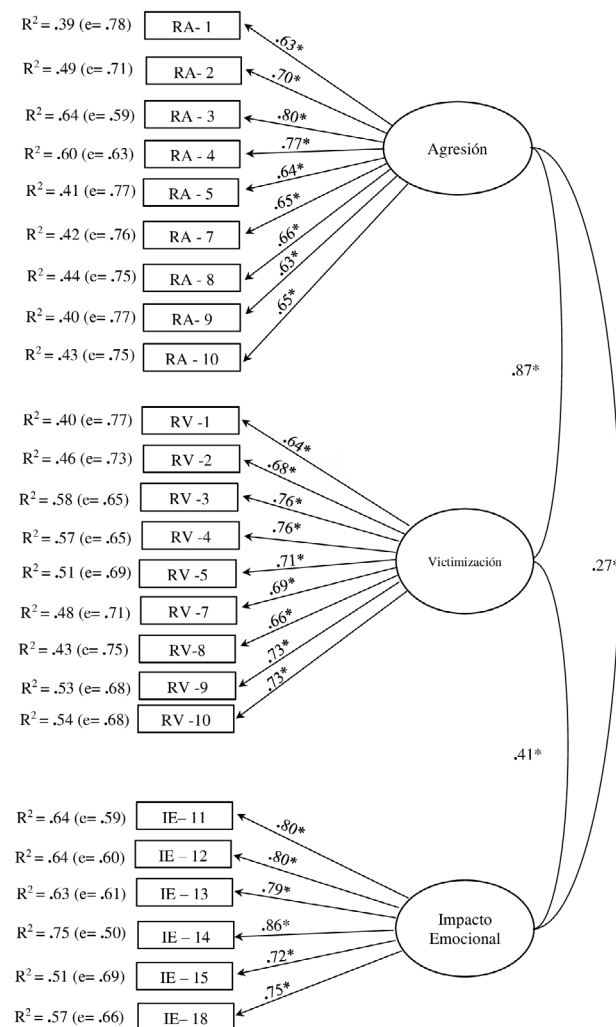 R² = .39 (e= .78) RA- 1 .63*
R² = .49 (e= .71) RA- 2 .70*
R² = .64 (e= .59) RA - 3 .80*
R² = .60 (e= .63) RA - 4 .77*
R² = .41 (e= .77) RA - 5 .64*
R² = .42 (e= .76) RA - 7 .65*
R² = .44 (e= .75) RA - 8 .66*
R² = .40 (e= .77) RA- 9 .63*
R² = .43 (e= .75) RA - 10 .65*
Agresión
.87*
R² = .40 (e= .77) RV -1 .64*
R² = .46 (e= .73) RV -2 .68*
R² = .58 (e= .65) RV -3 .76*
R² = .57 (e= .65) RV -4 .76*
R² = .51 (e= .69) RV -5 .71*
R² = .48 (e= .71) RV -7 .69*
R² = .43 (e= .75) RV-8 .66*
R² = .53 (e= .68) RV -9 .73*
R² = .54 (e= .68) RV -10 .73*
Victimización
.27*
.41*
R² = .64 (e= .59) IE– 11 .80*
R² = .64 (e= .60) IE – 12 .80*
R² = .63 (e= .61) IE – 13 .79*
R² = .75 (e= .50) IE – 14 .86*
R² = .51 (e= .69) IE – 15 .72*
R² = .57 (e= .66) IE– 18 .75*
Impacto
Emocional